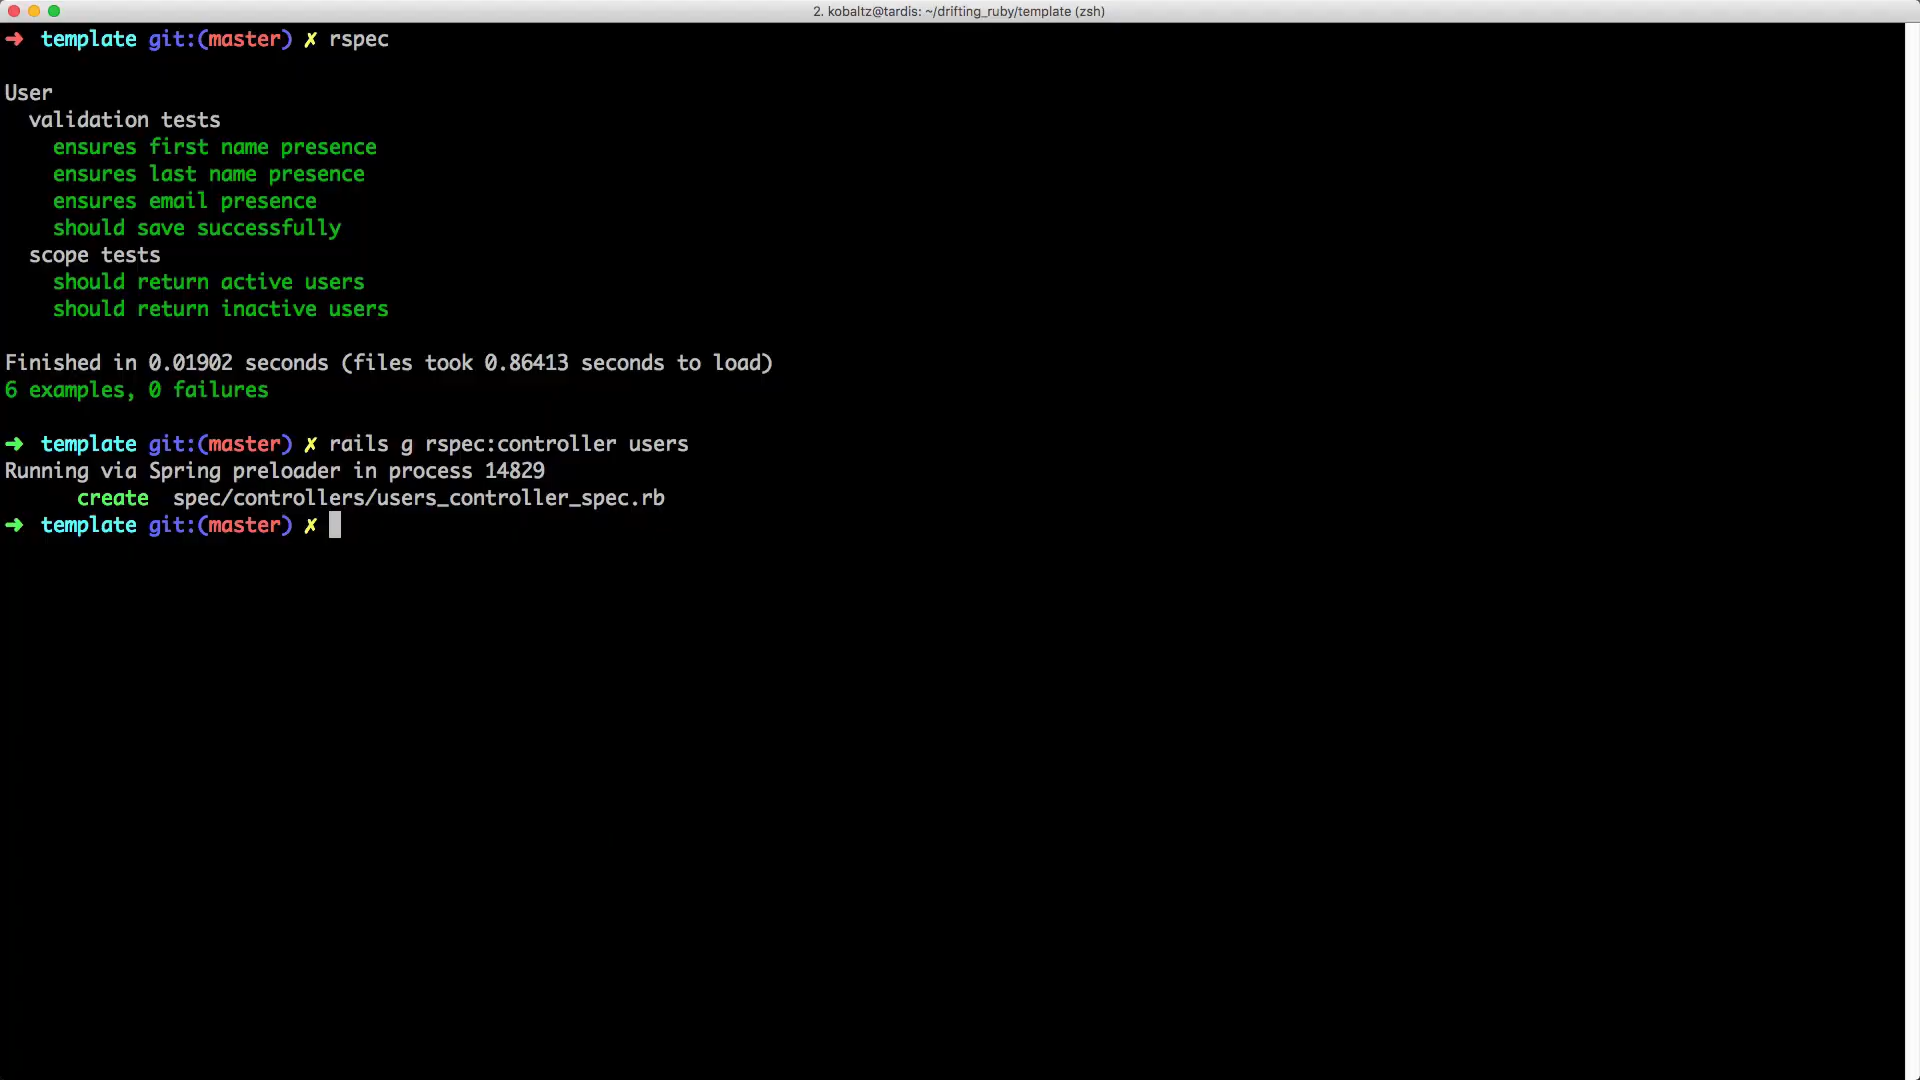 2. kobaltz@tardis: ~/drifting_ruby/template (zsh)
➜ template git:(master) ✗ rspec
User
validation tests
ensures first name presence
ensures last name presence
ensures email presence
should save successfully
scope tests
should return active users
should return inactive users
Finished in 0.01902 seconds (files took 0.86413 seconds to load)
6 examples, 0 failures
➜ template git:(master) ✗ rails g rspec:controller users
Running via Spring preloader in process 14829
create spec/controllers/users_controller_spec.rb
➜ template git:(master) ✗